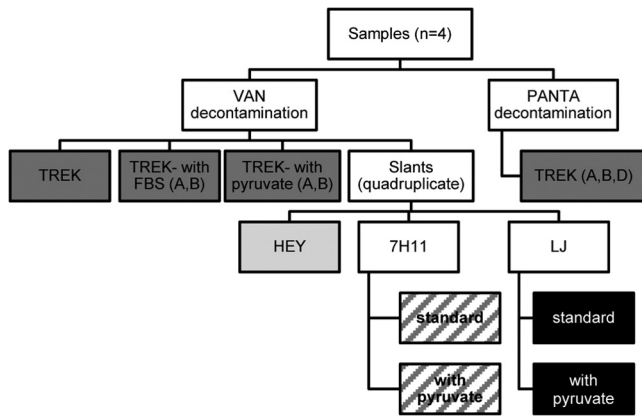 Samples (n=4)
VAN
decontamination
PANTA
decontamination
TREK
TREK- with
FBS (A,B)
TREK- with
pyruvate (A,B)
Slants
(quadruplicate)
TREK (A,B,D)
HEY
7H11
LJ
standard
standard
with
pyruvate
with
pyruvate